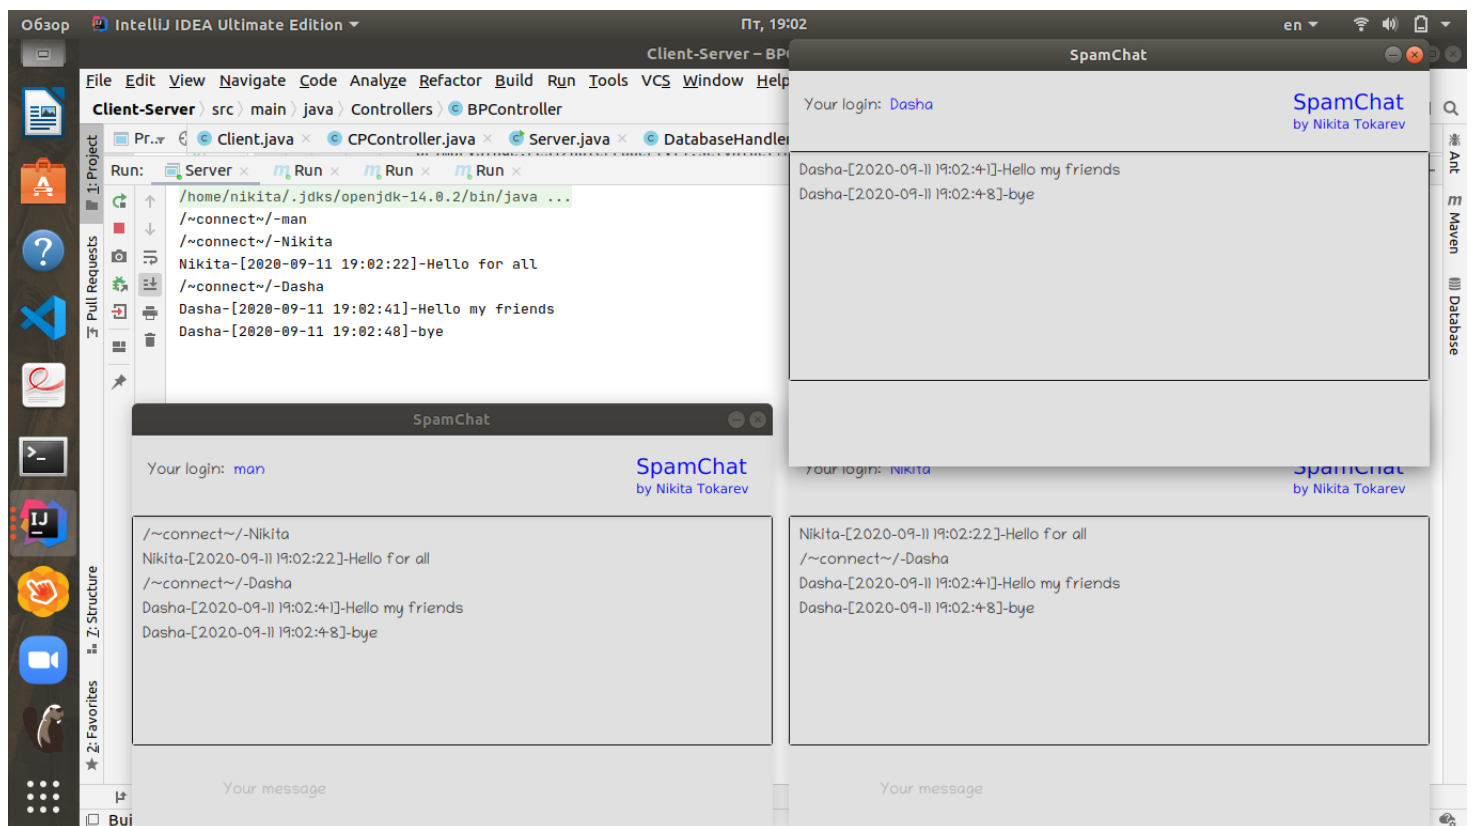 Обзор IntelliJ IDEA Ultimate Edition Пт, 19:02 en
Client-Server – BP
File Edit View Navigate Code Analyze Refactor Build Run Tools VCS Window Help
Client-Server src main java Controllers BPController
Pr... Client.java CPController.java Server.java DatabaseHandler
Run: Server Run Run Run
/home/nikita/.jdks/openjdk-14.0.2/bin/java ...
/~connect~/-man
/~connect~/-Nikita
Nikita-[2020-09-11 19:02:22]-Hello for all
/~connect~/-Dasha
Dasha-[2020-09-11 19:02:41]-Hello my friends
Dasha-[2020-09-11 19:02:48]-bye
1: Project
Pull Requests
Z: Structure
2: Favorites
Bui
SpamChat
Your login: Dasha
SpamChat
by Nikita Tokarev
Dasha-[2020-09-11 19:02:41]-Hello my friends
Dasha-[2020-09-11 19:02:48]-bye
Ant
m Maven
Database
SpamChat
Your login: man
SpamChat
by Nikita Tokarev
/~connect~/-Nikita
Nikita-[2020-09-11 19:02:22]-Hello for all
/~connect~/-Dasha
Dasha-[2020-09-11 19:02:41]-Hello my friends
Dasha-[2020-09-11 19:02:48]-bye
Your message
Your login: Nikita
SpamChat
by Nikita Tokarev
Nikita-[2020-09-11 19:02:22]-Hello for all
/~connect~/-Dasha
Dasha-[2020-09-11 19:02:41]-Hello my friends
Dasha-[2020-09-11 19:02:48]-bye
Your message